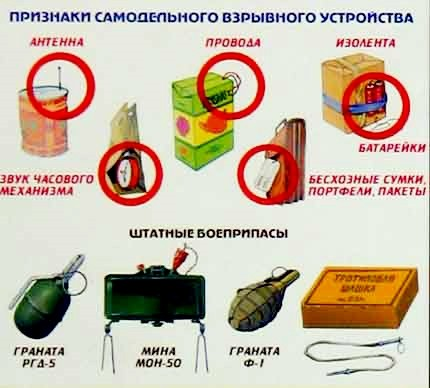 ПРИЗНАКИ САМОДЕЛЬНОГО ВЗРЫВНОГО УСТРОЙСТВА
АНТЕННА
ПРОВОДА
ИЗОЛЕНТА
БАТАРЕЙКИ
ЗВУК ЧАСОВОГО
МЕХАНИЗМА
БЕСХОЗНЫЕ СУМКИ,
ПОРТФЕЛИ, ПАКЕТЫ
ШТАТНЫЕ БОЕПРИПАСЫ
ТРОТИЛОВАЯ
ШАШКА
ГРАНАТА
РГД-5
МИНА
МОН-50
ГРАНАТА
Ф-1